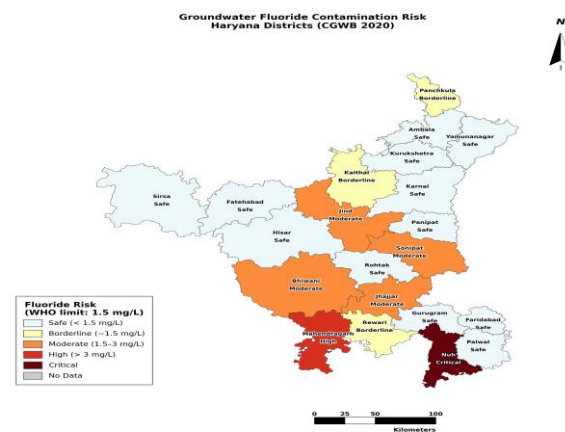 Groundwater Fluoride Contamination Risk
Haryana Districts (CGWB 2020)
N
Panchkula
Borderline
Ambala
Safe
Yamunanagar
Safe
Kurukshetra
Safe
Kaithal
Borderline
Karnal
Safe
Sirsa
Safe
Fatehabad
Safe
Jind
Moderate
Panipat
Safe
Hisar
Safe
Sonipat
Moderate
Rohtak
Safe
Bhiwani
Moderate
Jhajjar
Moderate
Gurugram
Safe
Faridabad
Safe
Mahendragarh
High
Rewari
Borderline
Palwal
Safe
Nuh
Critical
Fluoride Risk
(WHO limit: 1.5 mg/L)
Safe (< 1.5 mg/L)
Borderline (~1.5 mg/L)
Moderate (1.5–3 mg/L)
High (> 3 mg/L)
Critical
No Data
0 25 50 100
Kilometers